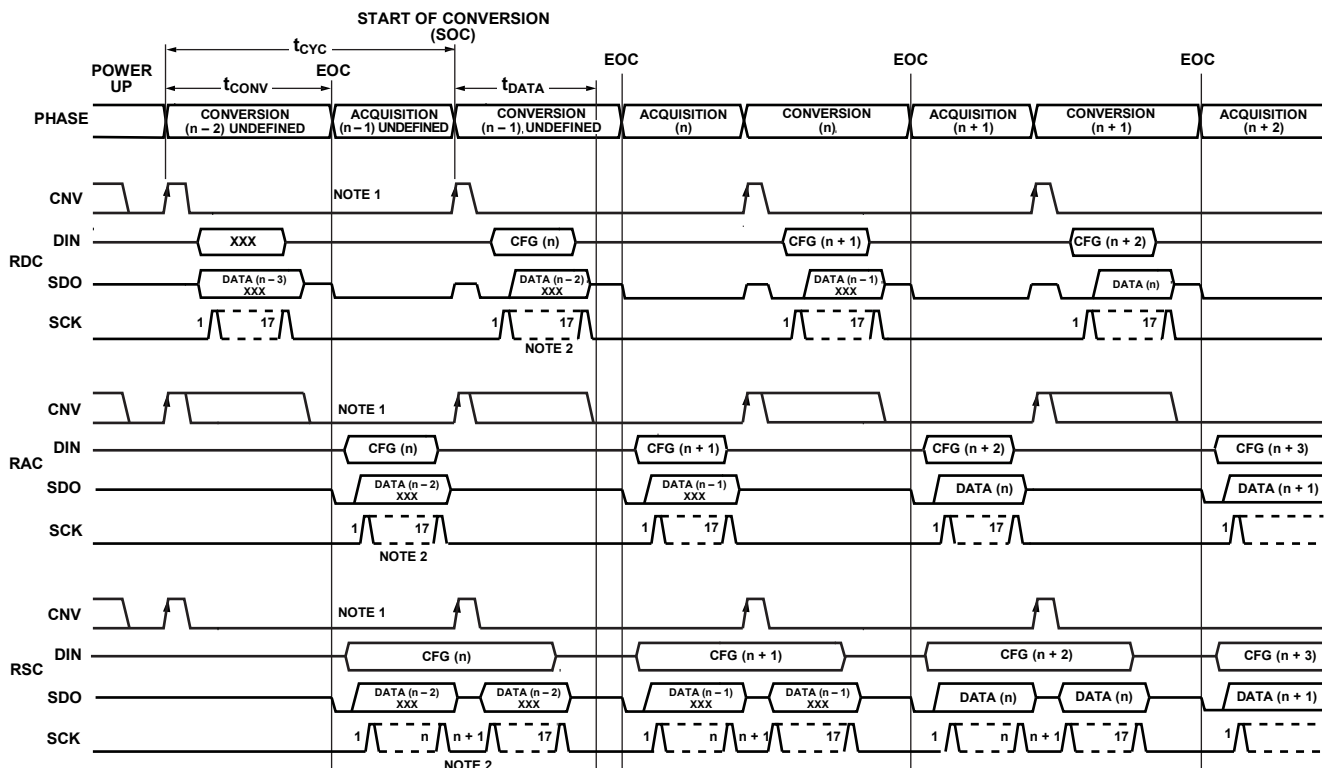 START OF CONVERSION
(SOC)
tCYC
POWER
UP
EOC
EOC
EOC
EOC
tCONV
tDATA
PHASE
CONVERSION
(n – 2) UNDEFINED
ACQUISITION
(n – 1) UNDEFINED
CONVERSION
(n – 1) UNDEFINED
ACQUISITION
(n)
CONVERSION
(n)
ACQUISITION
(n + 1)
CONVERSION
(n + 1)
ACQUISITION
(n + 2)
CNV
NOTE 1
RDC
DIN
XXX
CFG (n)
CFG (n + 1)
CFG (n + 2)
SDO
DATA (n – 3)
XXX
DATA (n – 2)
XXX
DATA (n – 1)
XXX
DATA (n)
SCK
1 17
1 17
1 17
1 17
NOTE 2
CNV
NOTE 1
RAC
DIN
CFG (n)
CFG (n + 1)
CFG (n + 2)
CFG (n + 3)
SDO
DATA (n – 2)
XXX
DATA (n – 1)
XXX
DATA (n)
DATA (n + 1)
SCK
1 17
1 17
1 17
1
NOTE 2
CNV
NOTE 1
RSC
DIN
CFG (n)
CFG (n + 1)
CFG (n + 2)
CFG (n + 3)
SDO
DATA (n – 2)
XXX
DATA (n – 2)
XXX
DATA (n – 1)
XXX
DATA (n – 1)
XXX
DATA (n)
DATA (n)
DATA (n + 1)
SCK
1 n n + 1 17
1 n n + 1 17
1 n n + 1 17
1
NOTE 2